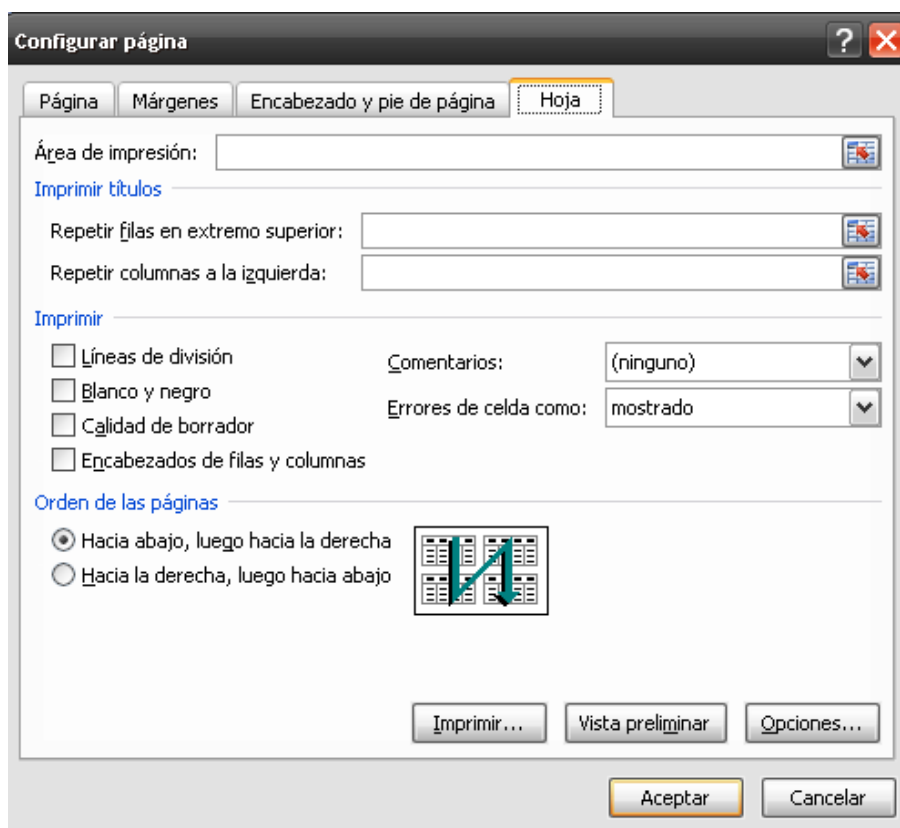 Configurar página
Página Márgenes Encabezado y pie de página Hoja
Área de impresión:
Imprimir títulos
Repetir filas en extremo superior:
Repetir columnas a la izquierda:
Imprimir
Líneas de división
Comentarios: (ninguno)
Blanco y negro
Errores de celda como: mostrado
Calidad de borrador
Encabezados de filas y columnas
Orden de las páginas
Hacia abajo, luego hacia la derecha
Hacia la derecha, luego hacia abajo
Imprimir... Vista preliminar Opciones...
Aceptar Cancelar